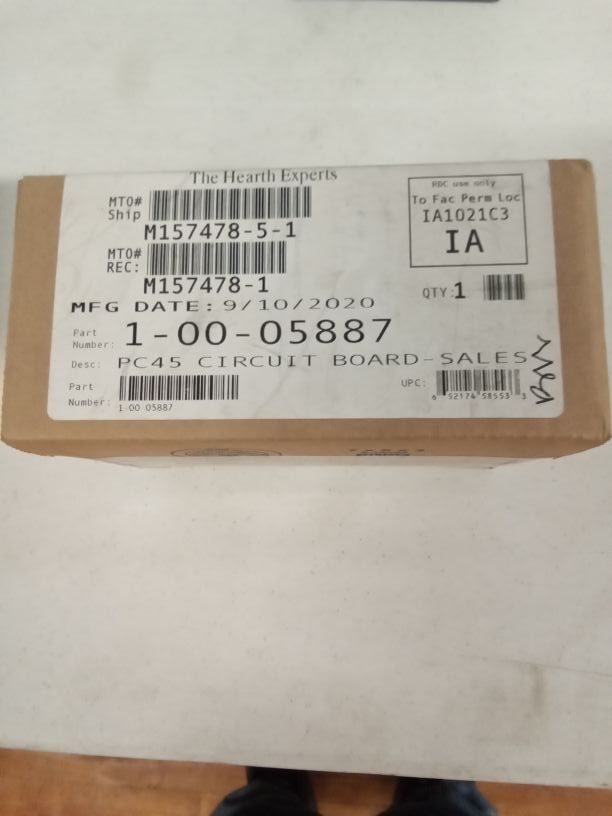 The Hearth Experts
MTO#
Ship
M157478-5-1
MTO#
REC:
M157478-1
RDC use only
To Fac Perm Loc
IA1021C3
IA
QTY:1
MFG DATE: 9/10/2020
Part
Number: 1-00-05887
Desc: PC45 CIRCUIT BOARD-SALES
Part
Number:
1-00-05887
UPC:
6 52174 58553 3